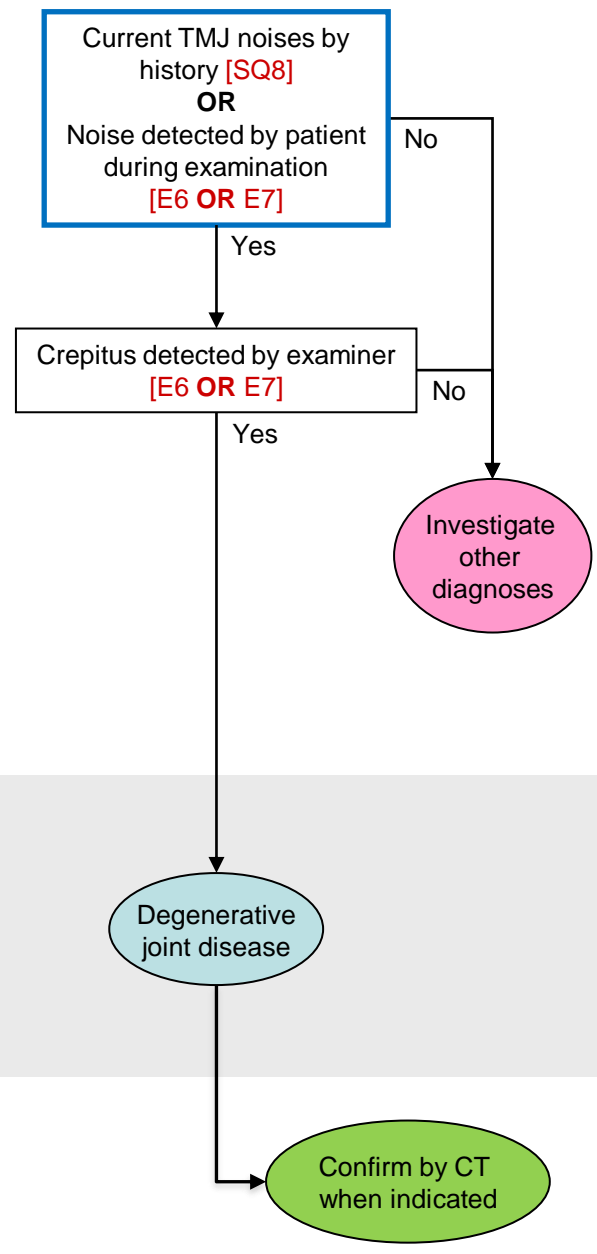 Current TMJ noises by
history [SQ8]
OR
Noise detected by patient
during examination
[E6 OR E7]
No
Yes
Crepitus detected by examiner
[E6 OR E7]
No
Yes
Investigate
other
diagnoses
Degenerative
joint disease
Confirm by CT
when indicated